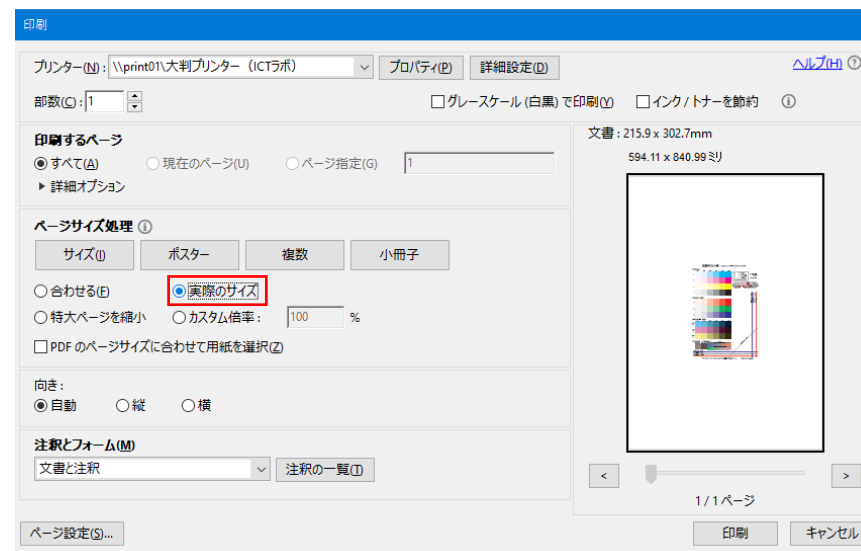 印刷
プリンター(N): \\print01\大判プリンター（ICTラボ） プロパティ(P) 詳細設定(D) ヘルプ(H)
部数(C): 1 グレースケール (白黒) で印刷(Y) インク / トナーを節約
印刷するページ
すべて(A) 現在のページ(U) ページ指定(G) 1
詳細オプション
ページサイズ処理
サイズ(I) ポスター 複数 小冊子
合わせる(F) 実際のサイズ
特大ページを縮小 カスタム倍率: 100 %
PDF のページサイズに合わせて用紙を選択(Z)
向き:
自動 縦 横
注釈とフォーム(M)
文書と注釈 注釈の一覧(T)
文書: 215.9 x 302.7mm
594.11 x 840.99 ミリ
< >
1 / 1 ページ
ページ設定(S)... 印刷 キャンセル